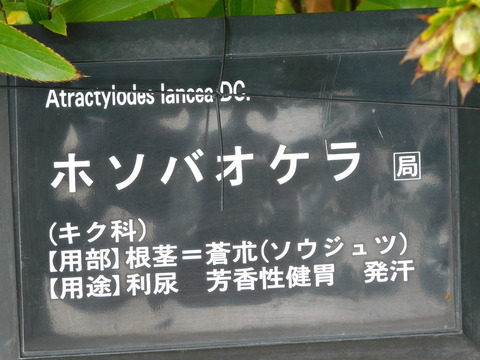 Atractylodes lancea DC.
ホソバオケラ 局
(キク科)
【用部】根茎=蒼朮(ソウジュツ)
【用途】利尿　芳香性健胃　発汗